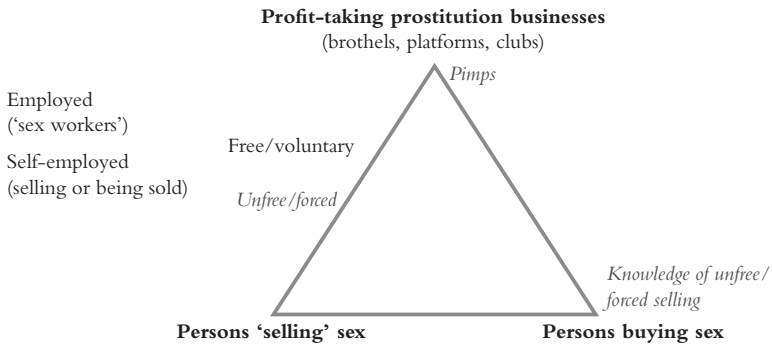 Profit-taking prostitution businesses
(brothels, platforms, clubs)
Pimps
Employed
(‘sex workers’)
Self-employed
(selling or being sold)
Free/voluntary
Unfree/forced
Knowledge of unfree/
forced selling
Persons ‘selling’ sex
Persons buying sex